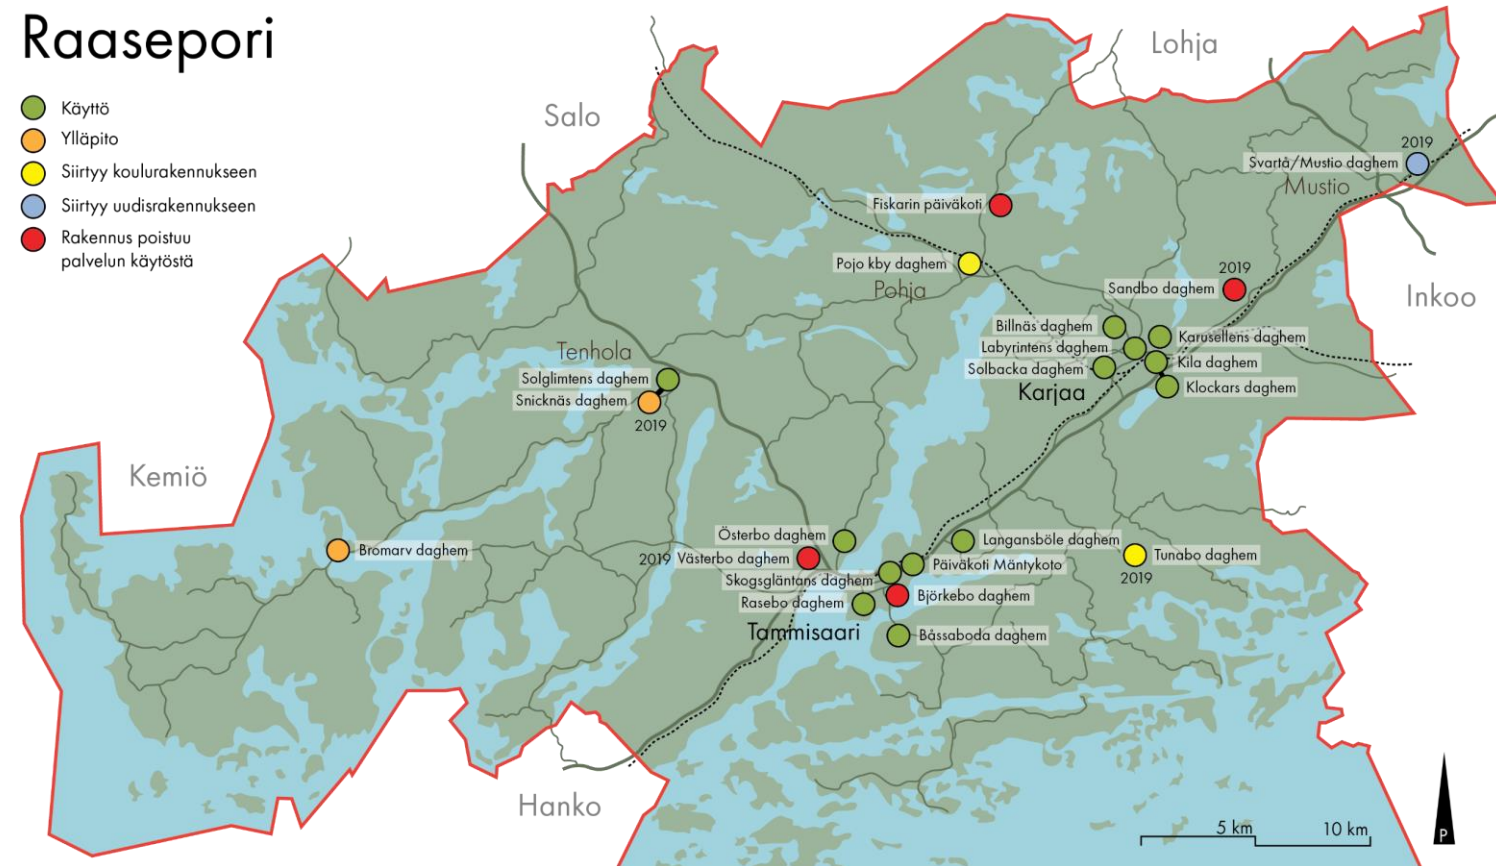 Raasepori
Käyttö
Ylläpito
Siirtyy koulurakennukseen
Siirtyy uudisrakennukseen
Rakennus poistuu
palvelun käytöstä
Lohja
Salo
2019
Svartå/Mustio daghem
Mustio
Fiskarin päiväkoti
Pojo kby daghem
Pohja
2019
Sandbo daghem
Inkoo
Billnäs daghem
Karusellens daghem
Labyrintens daghem
Kila daghem
Solbacka daghem
Klockars daghem
Karjaa
Tenhola
Solglimtens daghem
Snicknäs daghem
2019
Kemiö
Bromarv daghem
Österbo daghem
2019 Västerbo daghem
Langansböle daghem
Päiväkoti Mäntykoto
Skogsgläntans daghem
Tunabo daghem
2019
Rasebo daghem
Björkebo daghem
Tammisaari
Båssaboda daghem
Hanko
5 km
10 km
P